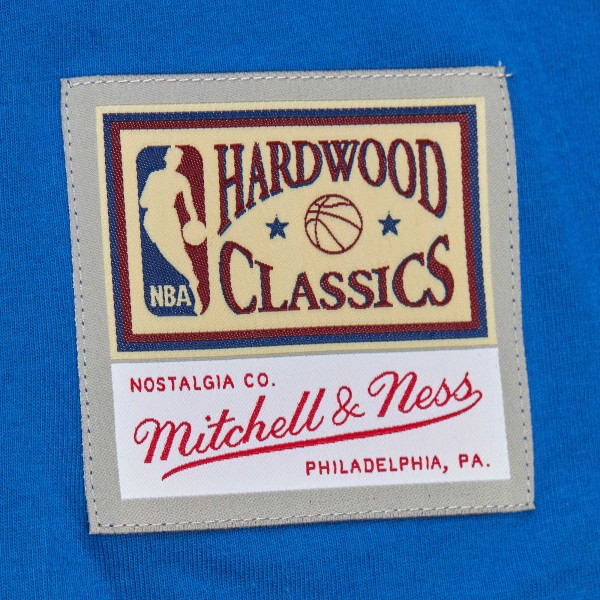 HARDWOOD
CLASSICS
NBA
NOSTALGIA CO.
Mitchell & Ness
PHILADELPHIA, PA.